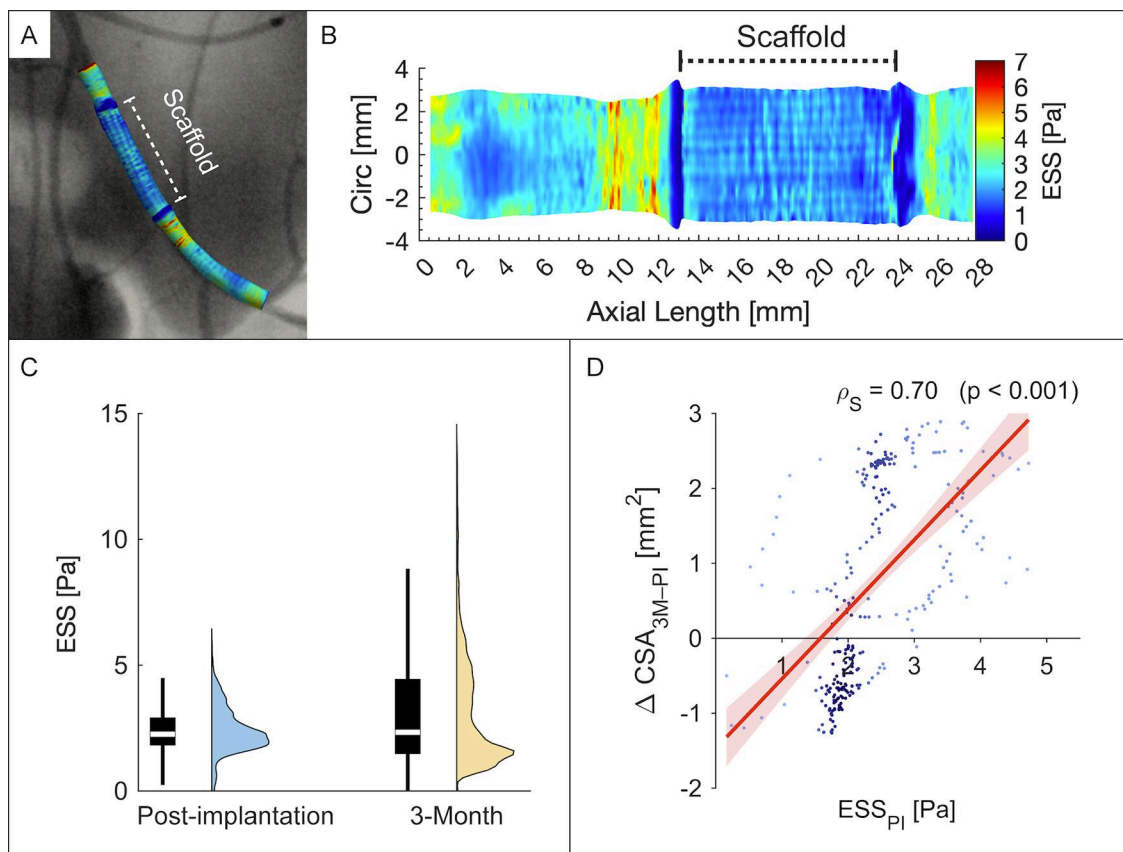 A
Scaffold
B
Scaffold
4
2
0
-2
-4
Circ [mm]
0 2 4 6 8 10 12 14 16 18 20 22 24 26 28
Axial Length [mm]
7
6
5
4
3
2
1
0
ESS [Pa]
C
15
10
5
0
ESS [Pa]
Post-implantation 3-Month
D
ρS = 0.70 (p < 0.001)
3
2
1
0
-1
-2
Δ CSA3M−PI [mm²]
1 2 3 4 5
ESSPI [Pa]